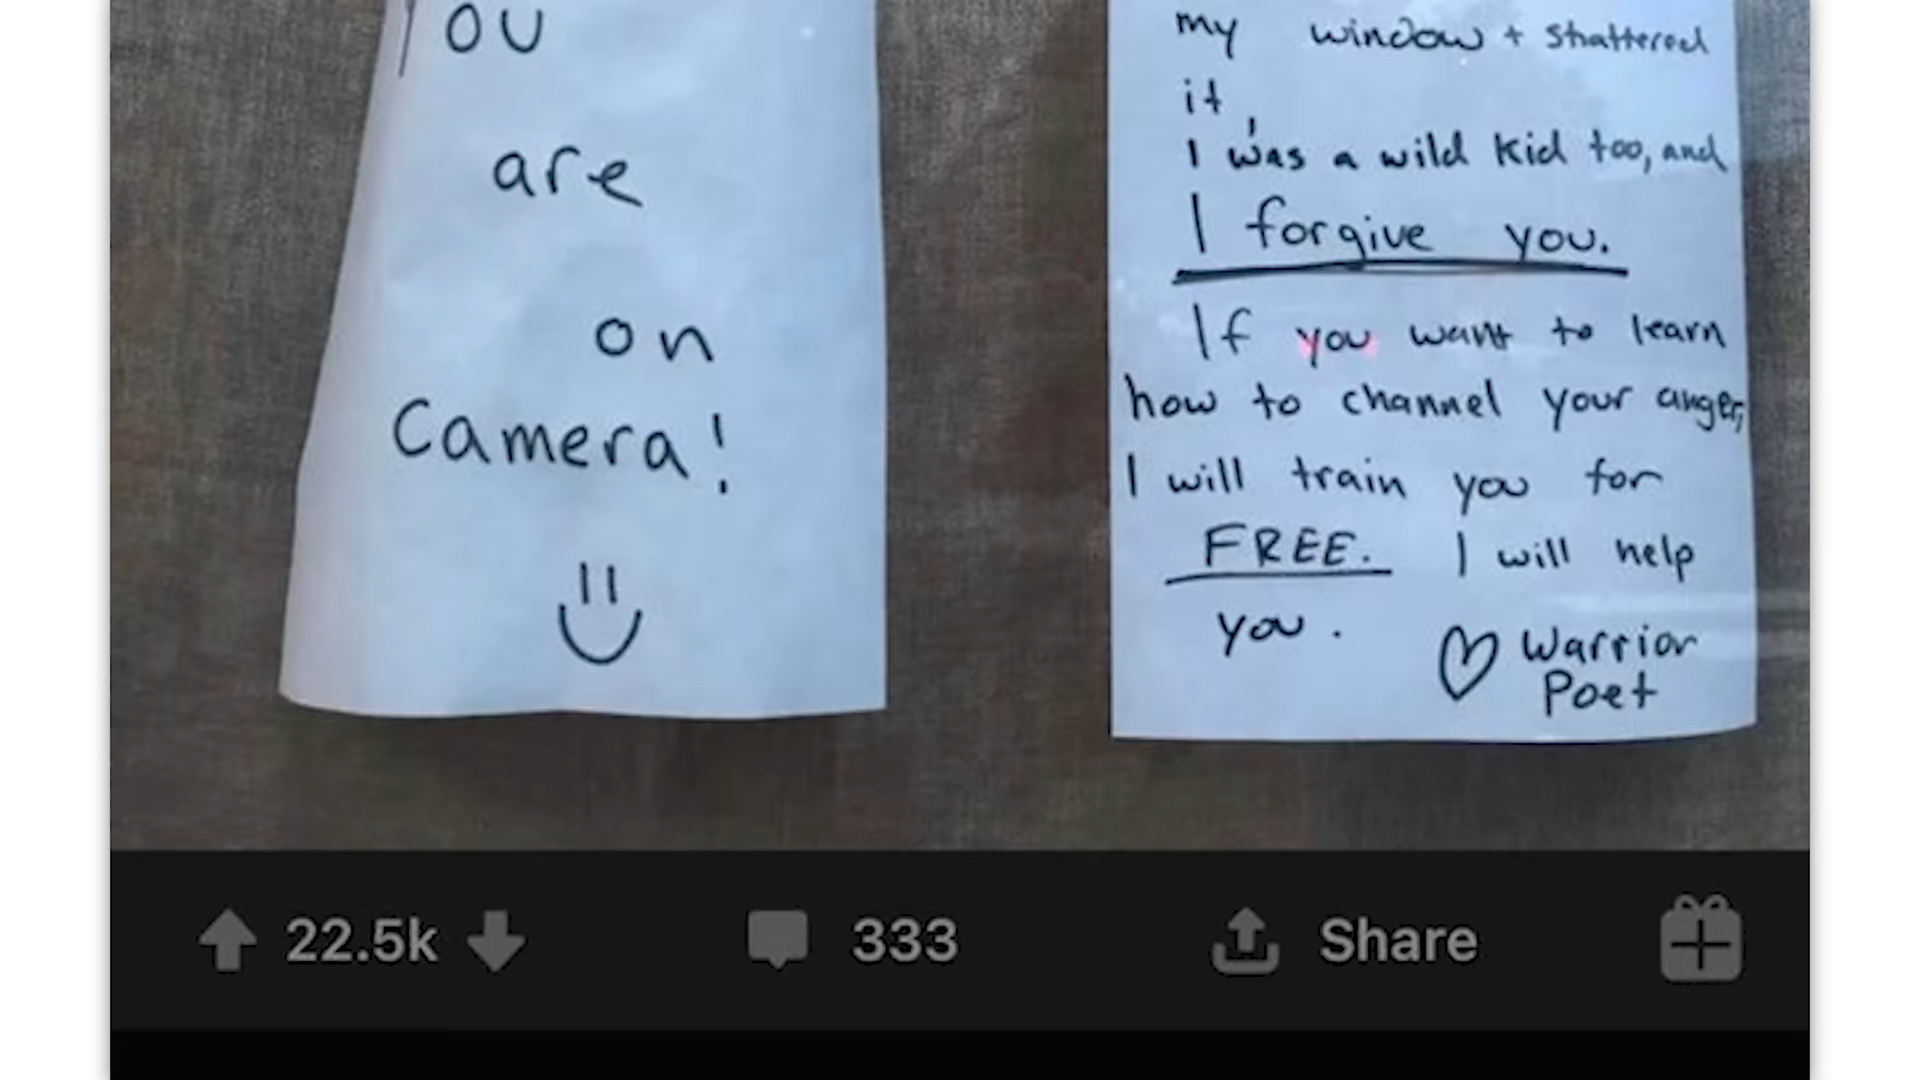 You
are
on
Camera!
my window + shattered
it,
I was a wild kid too, and
I forgive you.
If you want to learn
how to channel your anger,
I will train you for
FREE. I will help
you.
Warrior
Poet
22.5k
333
Share